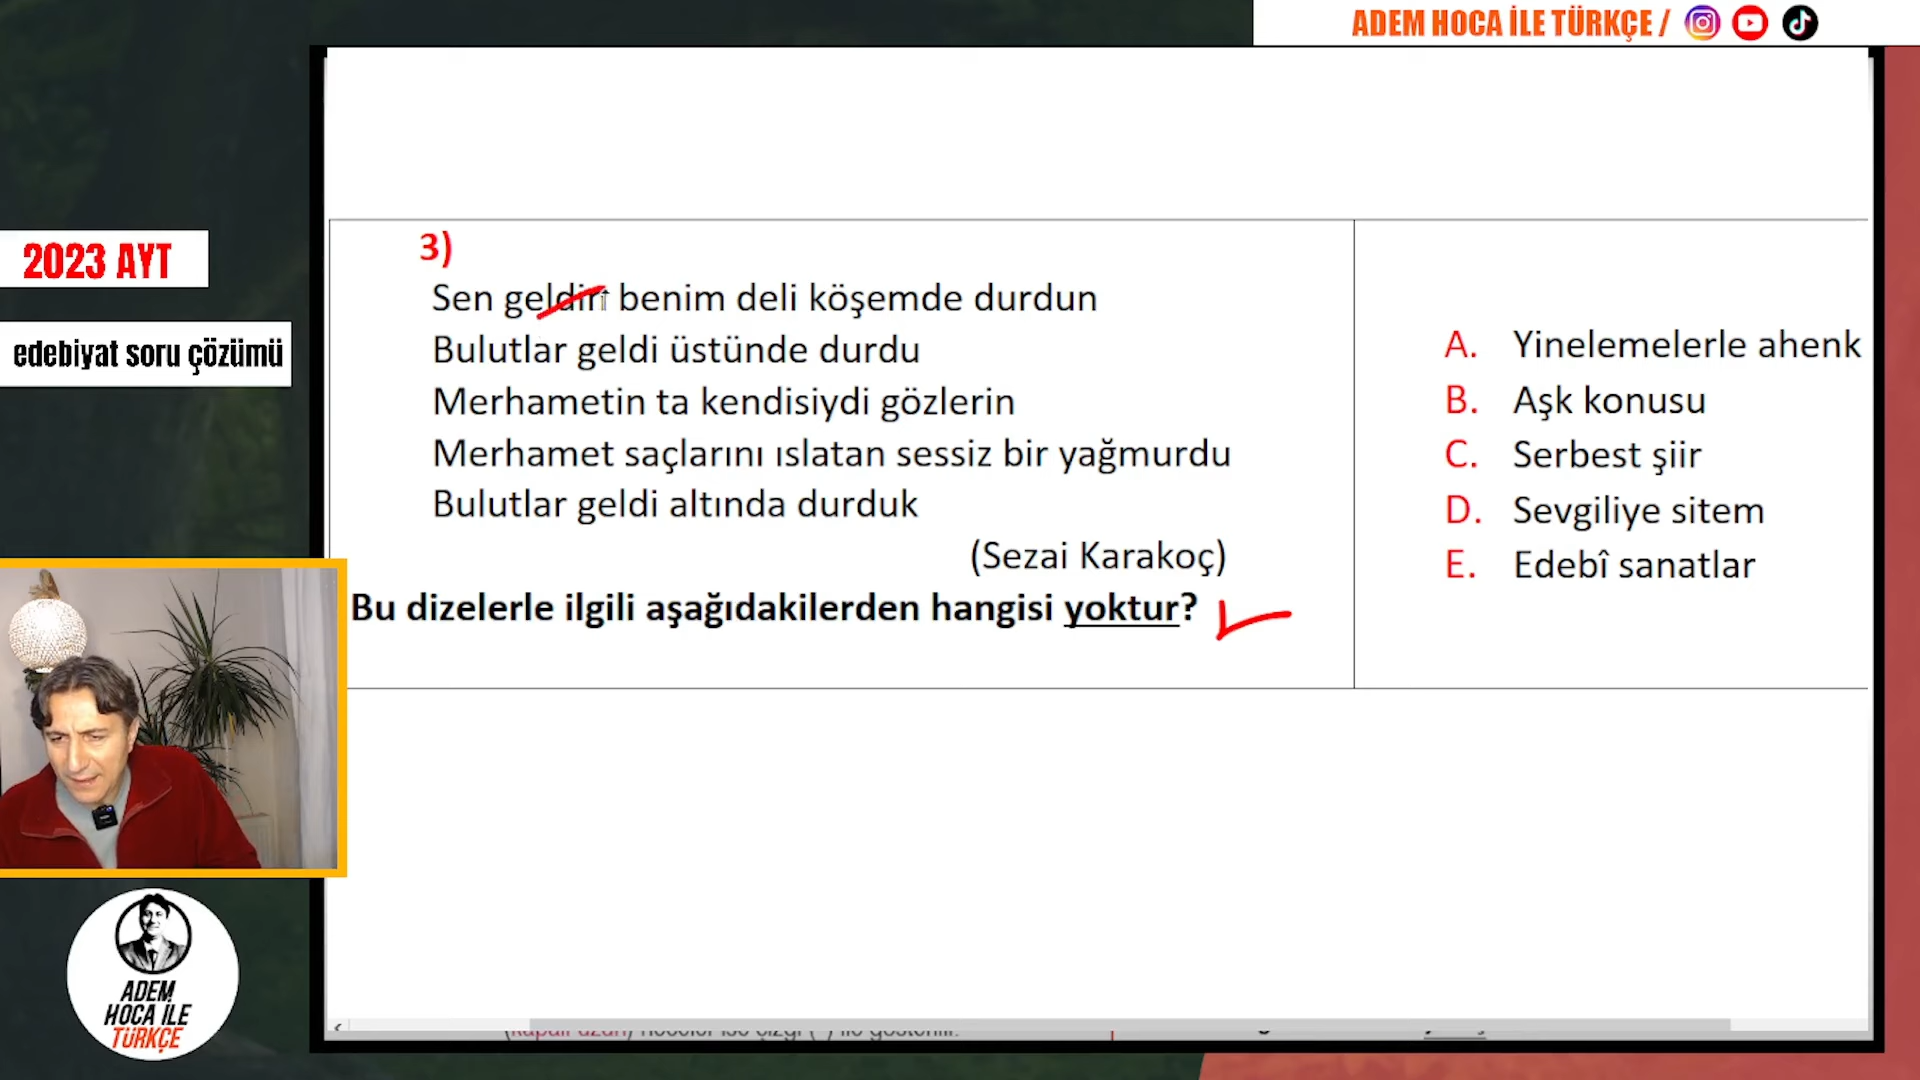 ADEM HOCA İLE TÜRKÇE /
2023 AYT
edebiyat soru çözümü
3)
Sen geldin benim deli köşemde durdun
Bulutlar geldi üstünde durdu
Merhametin ta kendisiydi gözlerin
Merhamet saçlarını ıslatan sessiz bir yağmurdu
Bulutlar geldi altında durduk
(Sezai Karakoç)
Bu dizelerle ilgili aşağıdakilerden hangisi yoktur?
A. Yinelemelerle ahenk
B. Aşk konusu
C. Serbest şiir
D. Sevgiliye sitem
E. Edebî sanatlar
ADEM
HOCA İLE
TÜRKÇE